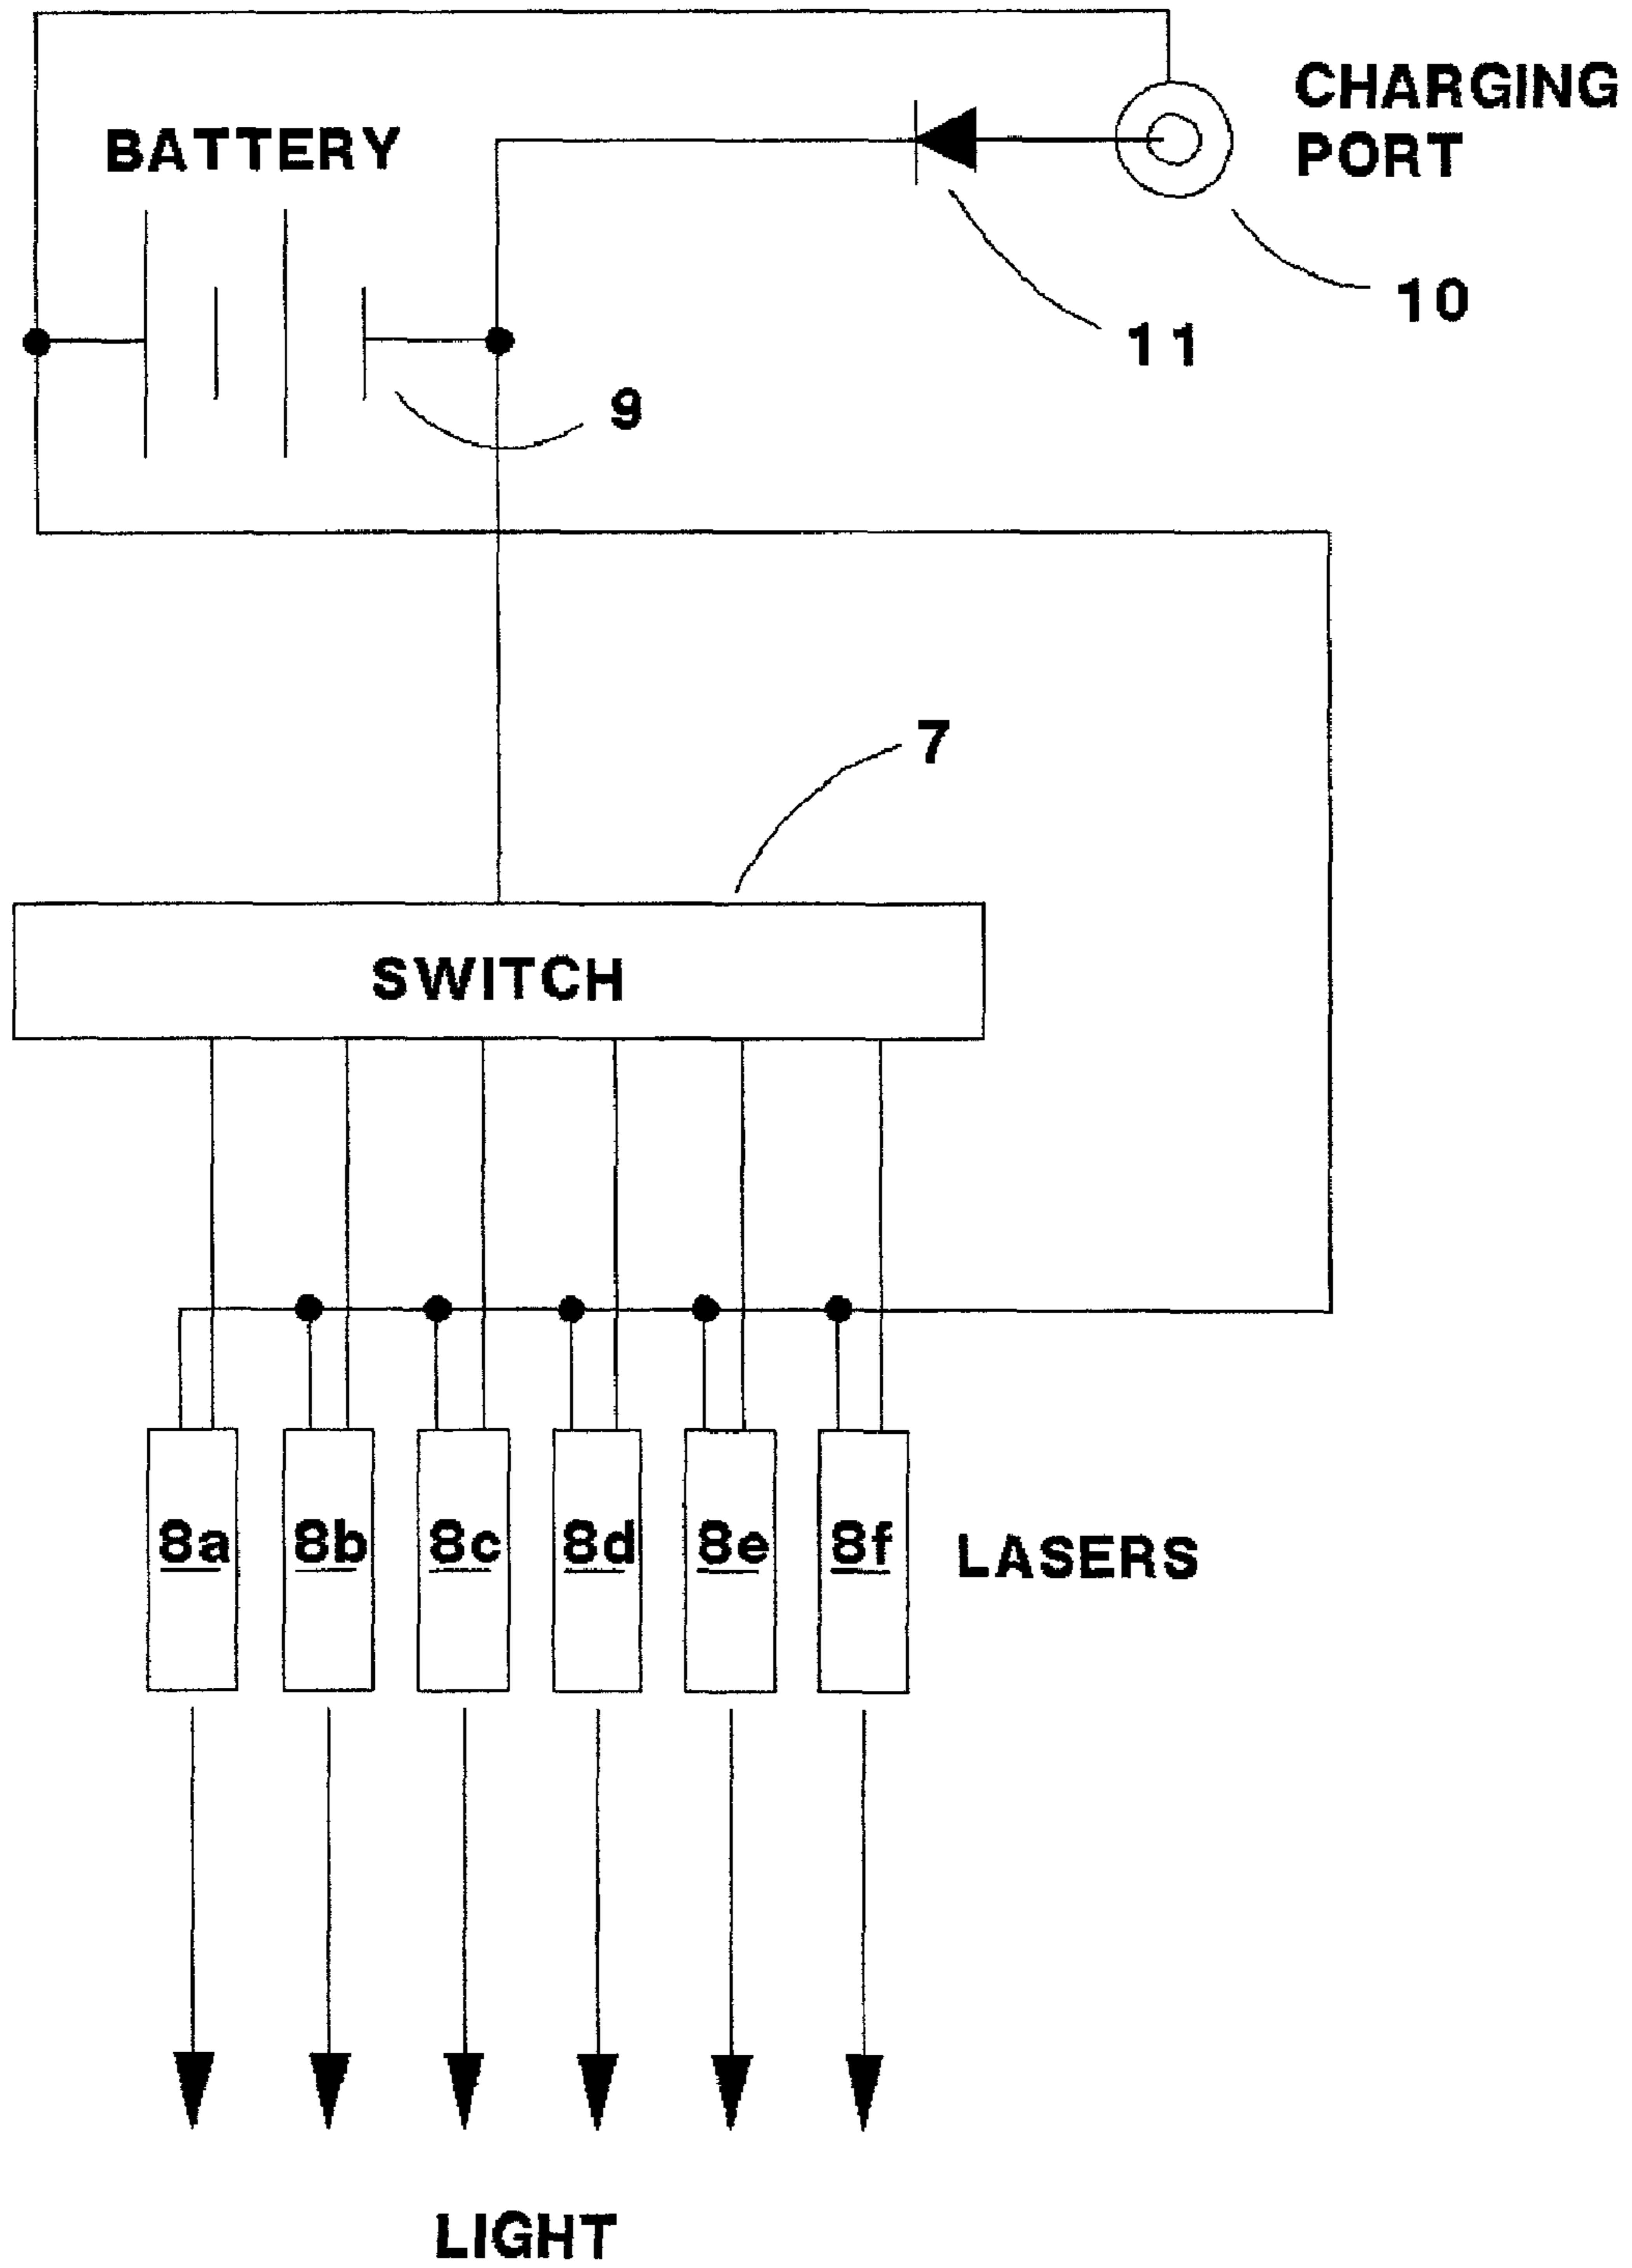 CHARGING
PORT
BATTERY
10
11
9
7
SWITCH
8a 8b 8c 8d 8e 8f
LASERS
LIGHT